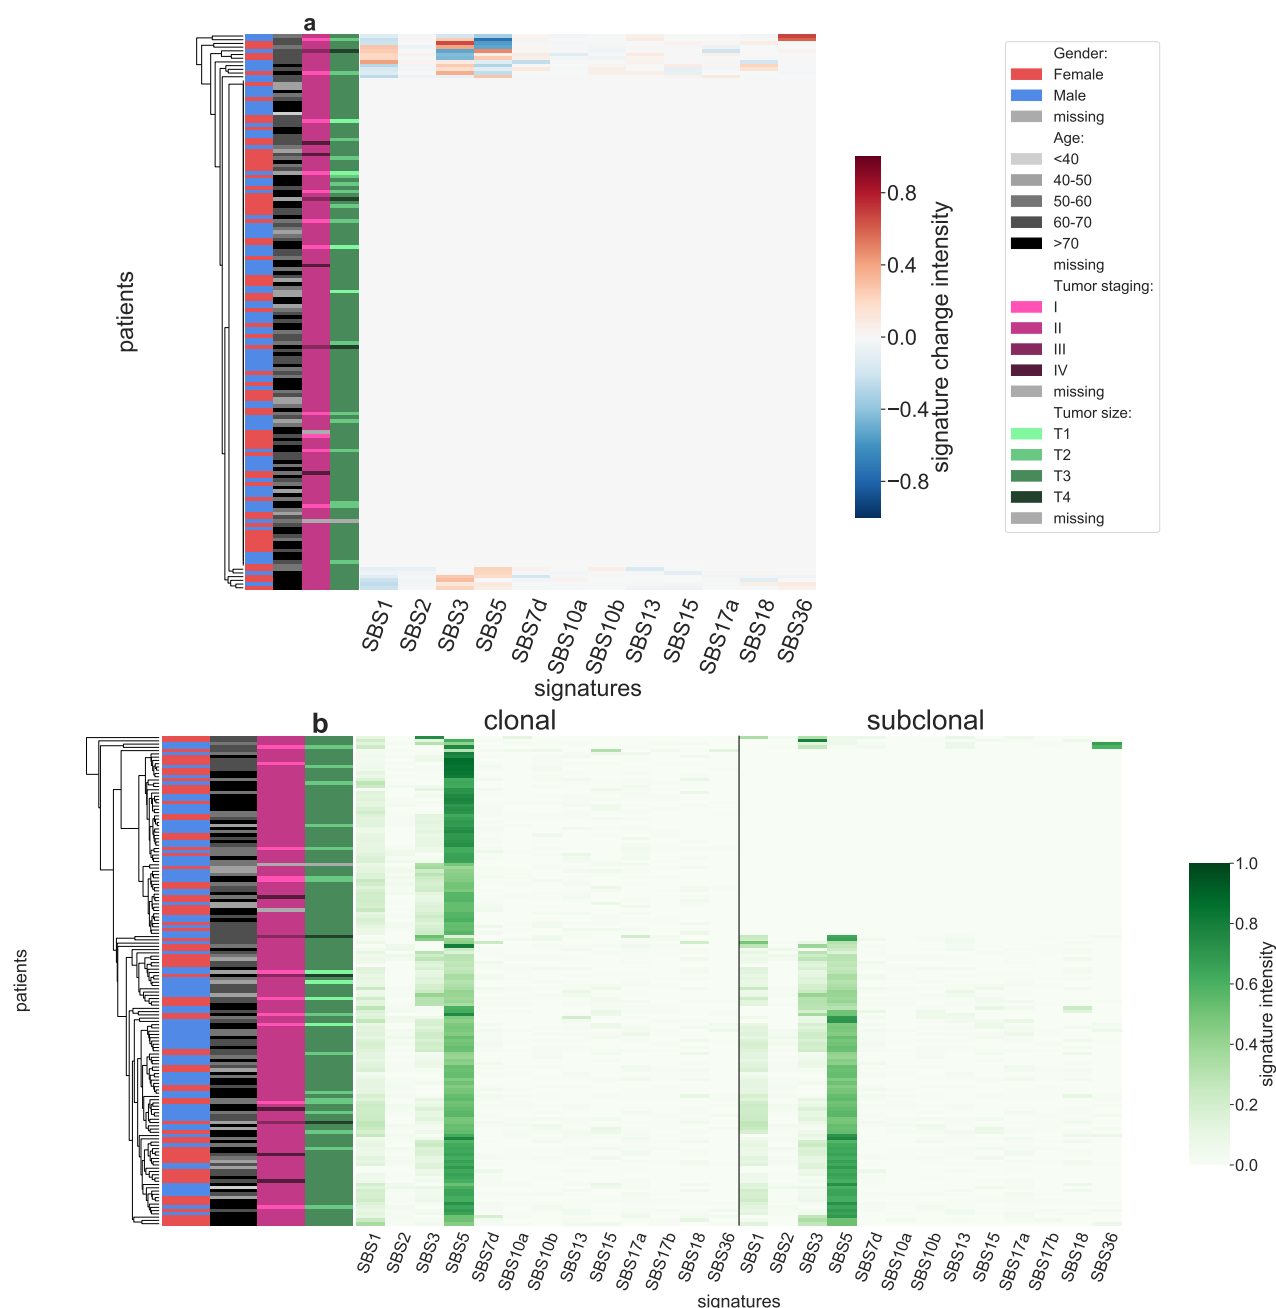 a
patients
SBS1
SBS2
SBS3
SBS5
SBS7d
SBS10a
SBS10b
SBS13
SBS15
SBS17a
SBS18
SBS36
signatures
0.8
0.4
0.0
−0.4
−0.8
signature change intensity
Gender:
Female
Male
missing
Age:
<40
40-50
50-60
60-70
>70
missing
Tumor staging:
I
II
III
IV
missing
Tumor size:
T1
T2
T3
T4
missing
b
clonal
subclonal
patients
SBS1
SBS2
SBS3
SBS5
SBS7d
SBS10a
SBS10b
SBS13
SBS15
SBS17a
SBS17b
SBS18
SBS36
SBS1
SBS2
SBS3
SBS5
SBS7d
SBS10a
SBS10b
SBS13
SBS15
SBS17a
SBS17b
SBS18
SBS36
signatures
1.0
0.8
0.6
0.4
0.2
0.0
signature intensity